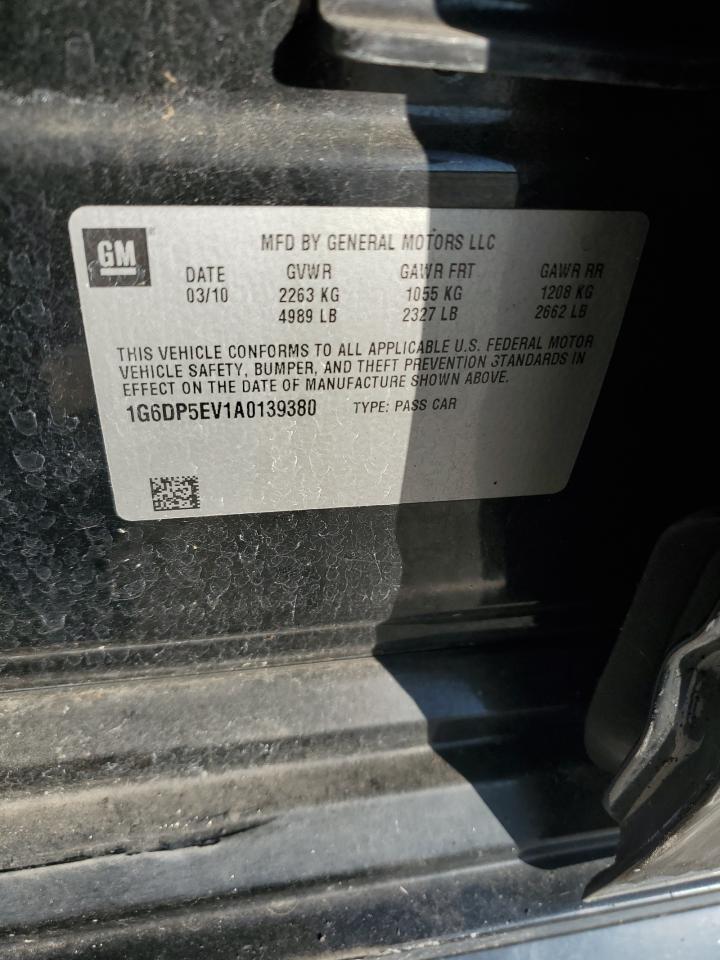 GM
MFD BY GENERAL MOTORS LLC
DATE GVWR GAWR FRT GAWR RR
03/10 2263 KG 1055 KG 1208 KG
4989 LB 2327 LB 2662 LB
THIS VEHICLE CONFORMS TO ALL APPLICABLE U.S. FEDERAL MOTOR
VEHICLE SAFETY, BUMPER, AND THEFT PREVENTION STANDARDS IN
EFFECT ON THE DATE OF MANUFACTURE SHOWN ABOVE.
1G6DP5EV1A0139380 TYPE: PASS CAR